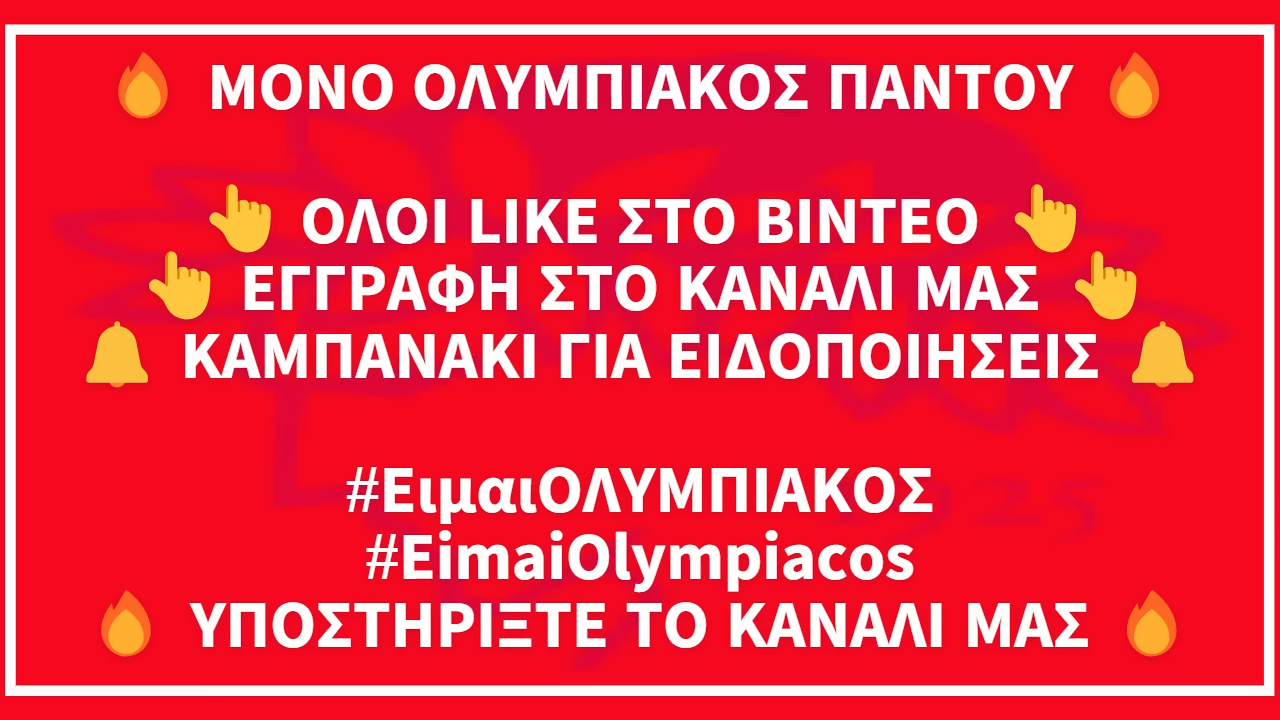 🔥 ΜΟΝΟ ΟΛΥΜΠΙΑΚΟΣ ΠΑΝΤΟΥ 🔥
👆 ΟΛΟΙ LIKE ΣΤΟ ΒΙΝΤΕΟ 👆
👆 ΕΓΓΡΑΦΗ ΣΤΟ ΚΑΝΑΛΙ ΜΑΣ 👆
🔔 ΚΑΜΠΑΝΑΚΙ ΓΙΑ ΕΙΔΟΠΟΙΗΣΕΙΣ 🔔
#ΕιμαιΟΛΥΜΠΙΑΚΟΣ
#EimaiOlympiacos
🔥 ΥΠΟΣΤΗΡΙΞΤΕ ΤΟ ΚΑΝΑΛΙ ΜΑΣ 🔥